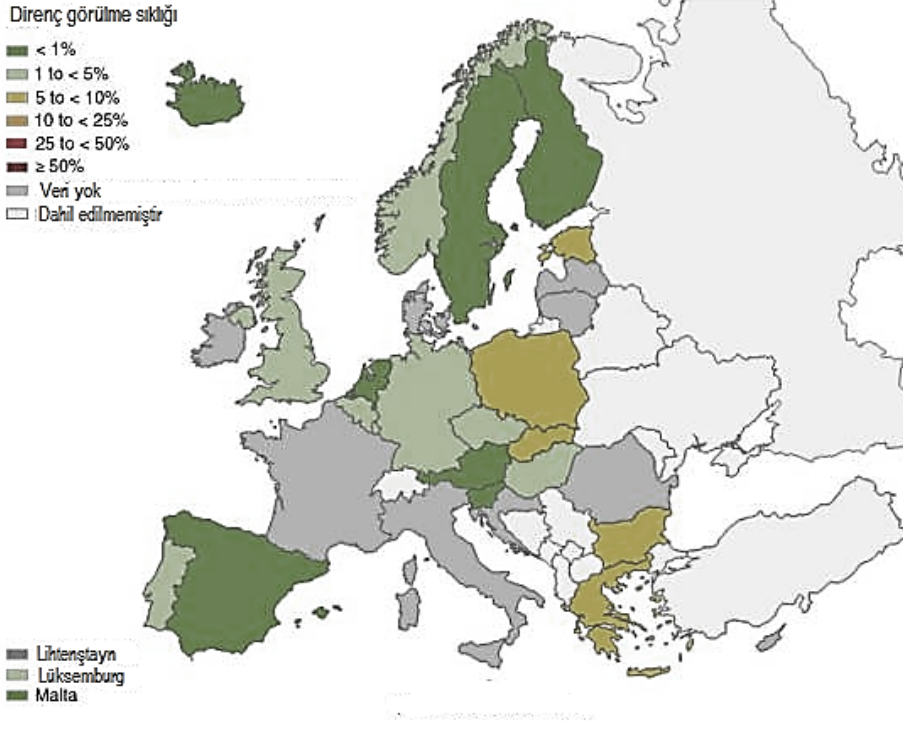 Direnç görülme sıklığı
< 1%
1 to < 5%
5 to < 10%
10 to < 25%
25 to < 50%
≥ 50%
Veri yok
Dahil edilmemiştir
Lihtenştayn
Lüksemburg
Malta